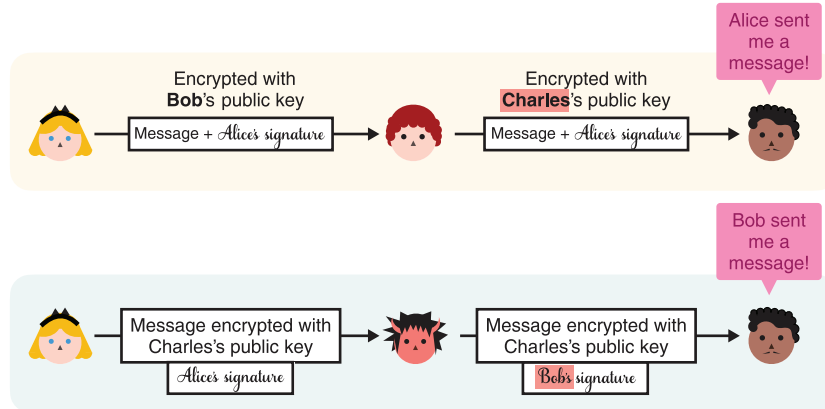 Alice sent
me a
message!
Encrypted with
Bob's public key
Message + Alice's signature
Encrypted with
Charles's public key
Message + Alice's signature
Bob sent
me a
message!
Message encrypted with
Charles's public key
Alice's signature
Message encrypted with
Charles's public key
Bob's signature